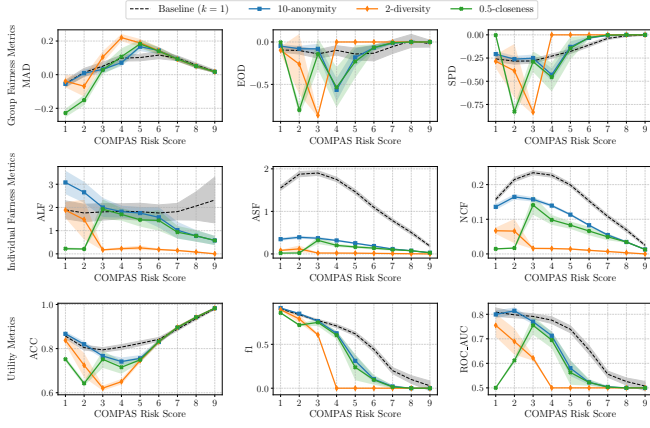 Baseline (k = 1) 10-anonymity 2-diversity 0.5-closeness
Group Fairness Metrics
MAD
0.2
0.0
−0.2
1 2 3 4 5 6 7 8 9
COMPAS Risk Score
EOD
0.0
−0.5
1 2 3 4 5 6 7 8 9
COMPAS Risk Score
SPD
0.00
−0.25
−0.50
−0.75
1 2 3 4 5 6 7 8 9
COMPAS Risk Score
Individual Fairness Metrics
ALF
3
2
1
0
1 2 3 4 5 6 7 8 9
COMPAS Risk Score
ASF
2
1
0
1 2 3 4 5 6 7 8 9
COMPAS Risk Score
NCF
0.2
0.1
0.0
1 2 3 4 5 6 7 8 9
COMPAS Risk Score
Utility Metrics
ACC
1.0
0.8
0.6
1 2 3 4 5 6 7 8 9
COMPAS Risk Score
f1
0.5
0.0
1 2 3 4 5 6 7 8 9
COMPAS Risk Score
ROC_AUC
0.8
0.7
0.6
0.5
1 2 3 4 5 6 7 8 9
COMPAS Risk Score